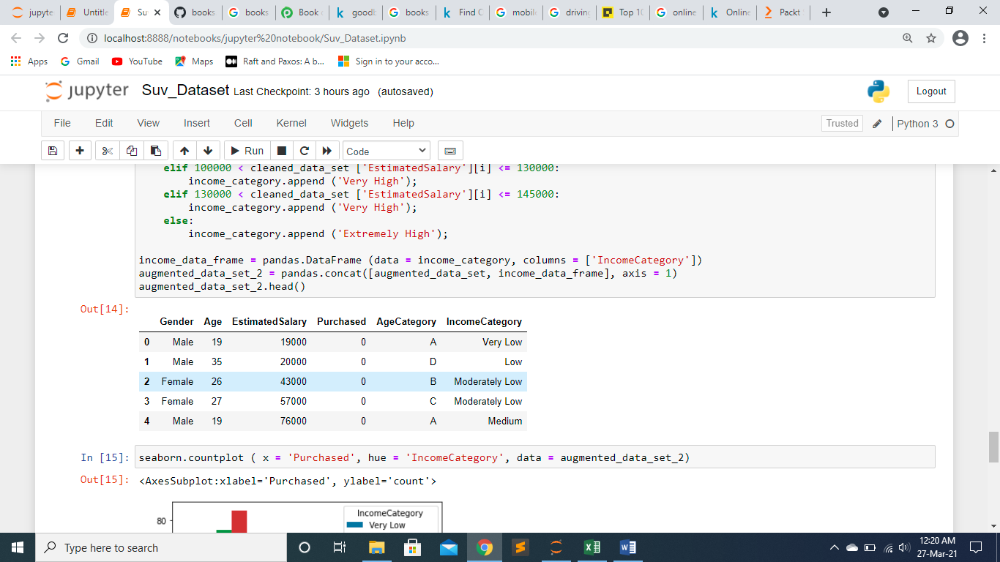 jupyte
Untitle
Su
books
books
Book
goodb
books
Find C
mobil
driving
Top 10
online
Online
Packt
localhost:8888/notebooks/jupyter%20notebook/Suv_Dataset.ipynb
Apps
Gmail
YouTube
Maps
Raft and Paxos: A b...
Sign in to your acco...
jupyter Suv_Dataset Last Checkpoint: 3 hours ago (autosaved)
Logout
File Edit View Insert Cell Kernel Widgets Help
Trusted
Python 3
Run
Code
elif 100000 < cleaned_data_set ['EstimatedSalary'][i] <= 130000:
income_category.append ('Very High');
elif 130000 < cleaned_data_set ['EstimatedSalary'][i] <= 145000:
income_category.append ('Very High');
else:
income_category.append ('Extremely High');
income_data_frame = pandas.DataFrame (data = income_category, columns = ['IncomeCategory'])
augmented_data_set_2 = pandas.concat([augmented_data_set, income_data_frame], axis = 1)
augmented_data_set_2.head()
Out[14]:
Gender Age EstimatedSalary Purchased AgeCategory IncomeCategory
0 Male 19 19000 0 A Very Low
1 Male 35 20000 0 D Low
2 Female 26 43000 0 B Moderately Low
3 Female 27 57000 0 C Moderately Low
4 Male 19 76000 0 A Medium
In [15]: seaborn.countplot ( x = 'Purchased', hue = 'IncomeCategory', data = augmented_data_set_2)
Out[15]: <AxesSubplot:xlabel='Purchased', ylabel='count'>
IncomeCategory
80
Very Low
Type here to search
12:20 AM
27-Mar-21